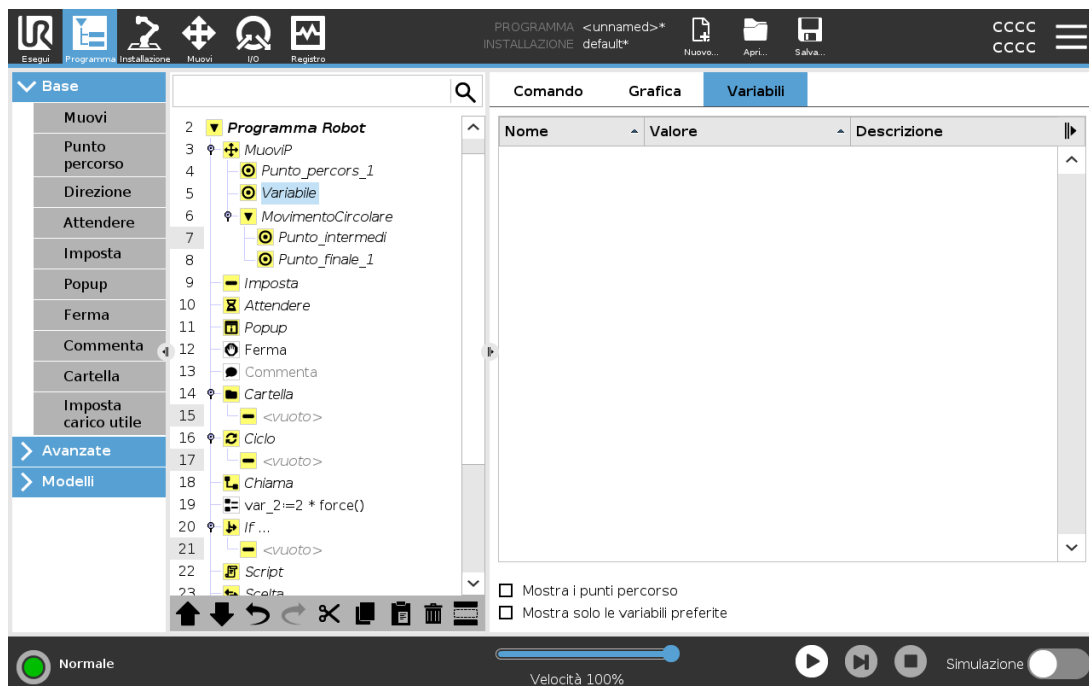 PROGRAMMA <unnamed>*
INSTALLAZIONE default*
Esegui
Programma
Installazione
Muovi
I/O
Registro
Nuovo...
Apri...
Salva...
CCCC
CCCC
Base
Muovi
Punto
percorso
Direzione
Attendere
Imposta
Popup
Ferma
Commenta
Cartella
Imposta
carico utile
Avanzate
Modelli
2 Programma Robot
3 MuoviP
4 Punto_percors_1
5 Variabile
6 MovimentoCircolare
7 Punto_intermedi
8 Punto_finale_1
9 Imposta
10 Attendere
11 Popup
12 Ferma
13 Commenta
14 Cartella
15 <vuoto>
16 Ciclo
17 <vuoto>
18 Chiama
19 var_2:=2 * force()
20 If ...
21 <vuoto>
22 Script
23 Scelta
Comando Grafica Variabili
Nome Valore Descrizione
Mostra i punti percorso
Mostra solo le variabili preferite
Normale
Velocità 100%
Simulazione